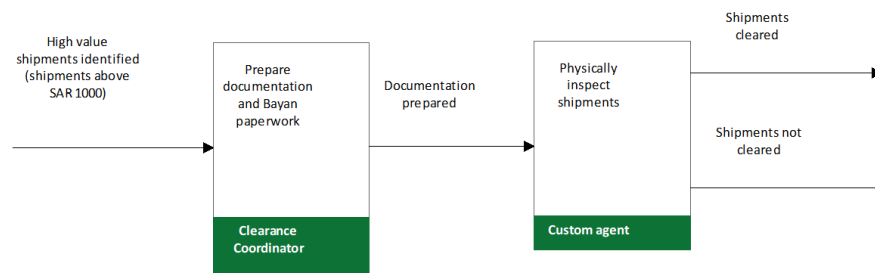 High value
shipments identified
(shipments above
SAR 1000)
Prepare
documentation
and Bayan
paperwork
Clearance
Coordinator
Documentation
prepared
Physically
inspect
shipments
Custom agent
Shipments
cleared
Shipments not
cleared